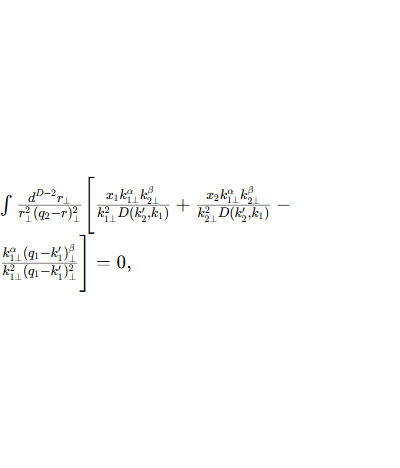 \int \frac{d^{D-2}r_{\perp}}{r_{\perp}^{2}(q_2-r)_{\perp}^{2}} \left[ \frac{x_1 k_{1\perp}^{\alpha} k_{2\perp}^{\beta}}{k_{1\perp}^{2} D(k_2',k_1)} + \frac{x_2 k_{1\perp}^{\alpha} k_{2\perp}^{\beta}}{k_{2\perp}^{2} D(k_2',k_1)} -
\frac{k_{1\perp}^{\alpha} (q_1-k_1')_{\perp}^{\beta}}{k_{1\perp}^{2} (q_1-k_1')_{\perp}^{2}} \right] = 0,